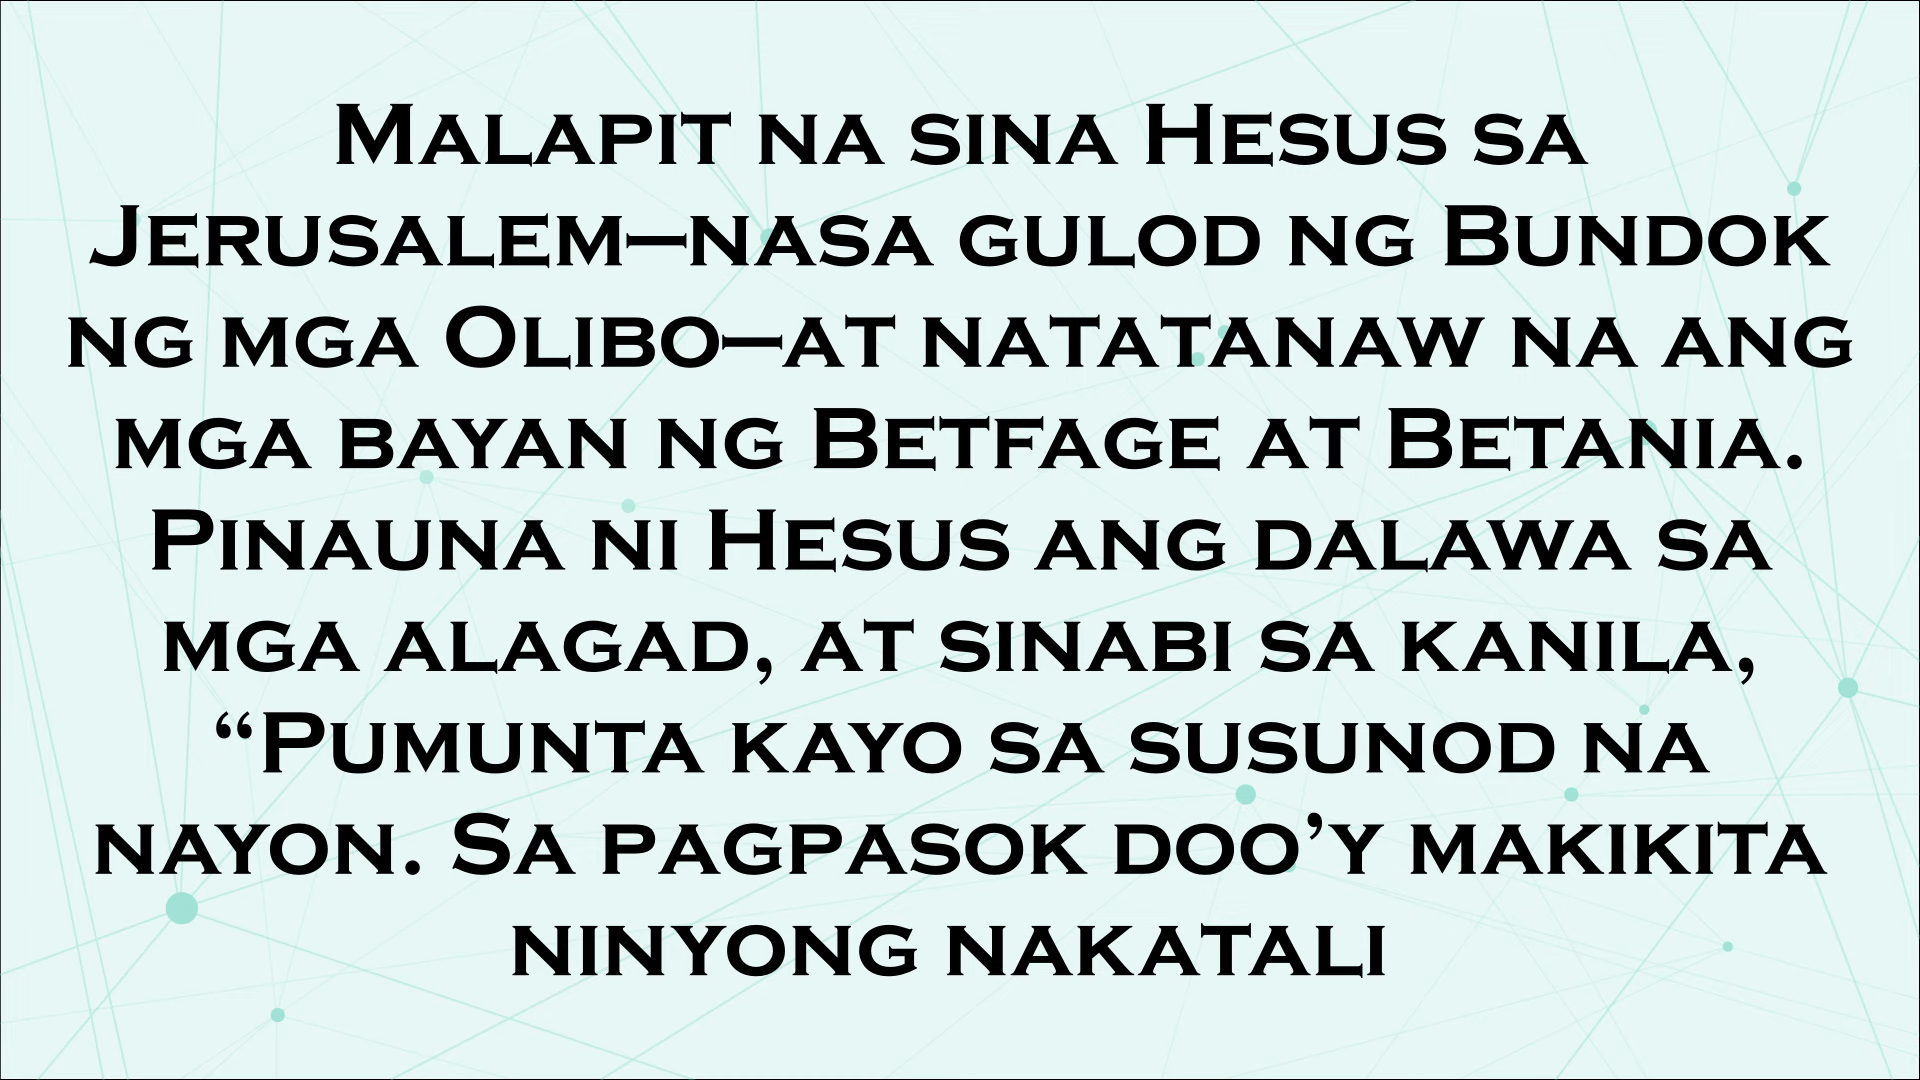 Malapit na sina Hesus sa
Jerusalem—nasa gulod ng Bundok
ng mga Olibo—at natatanaw na ang
mga bayan ng Betfage at Betania.
Pinauna ni Hesus ang dalawa sa
mga alagad, at sinabi sa kanila,
“Pumunta kayo sa susunod na
nayon. Sa pagpasok doo’y makikita
ninyong nakatali